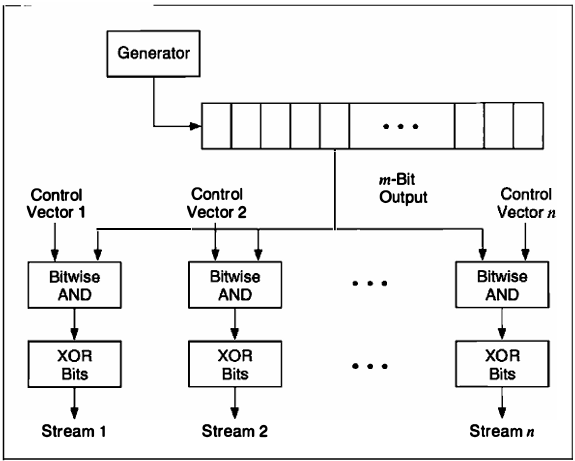 Generator
• • •
m-Bit
Output
Control
Vector 1
Control
Vector 2
Control
Vector n
Bitwise
AND
Bitwise
AND
• • •
Bitwise
AND
XOR
Bits
XOR
Bits
• • •
XOR
Bits
Stream 1
Stream 2
Stream n